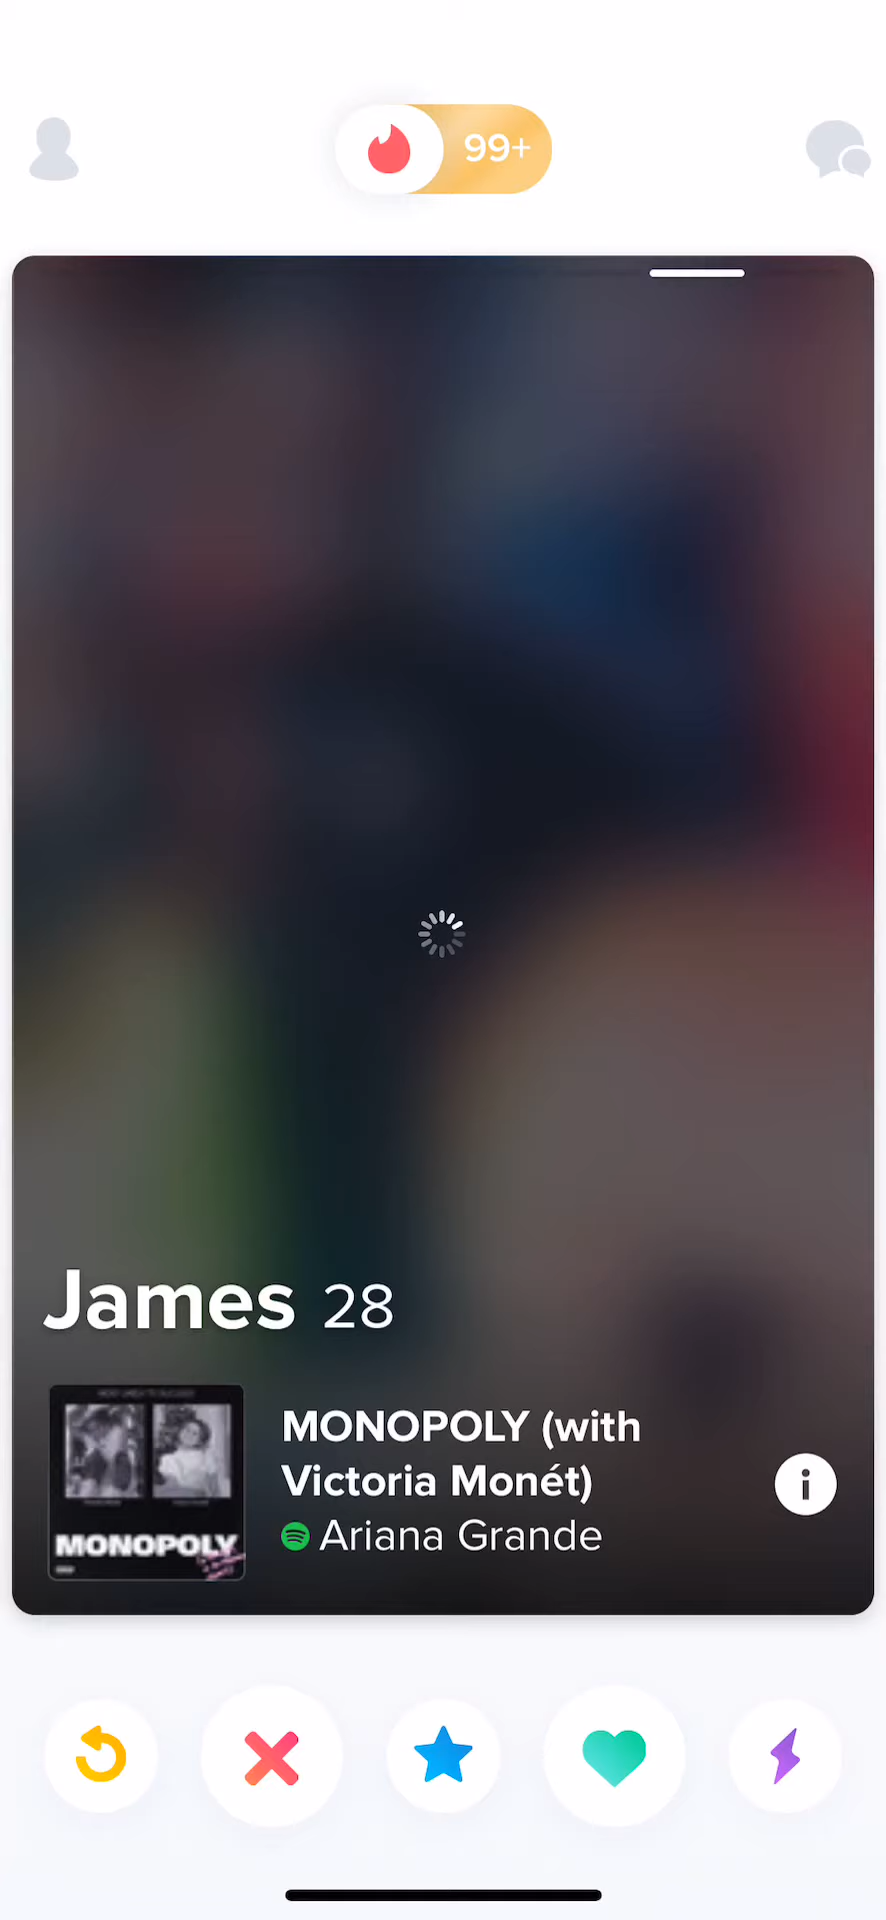 99+
James 28
MONOPOLY (with
Victoria Monét)
Ariana Grande
MONOPOLY